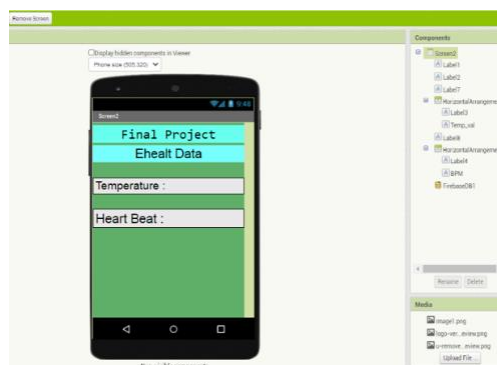 Remove Screen
Display hidden components in Viewer
Phone size (505,320)
9:48
Screen2
Final Project
Ehealt Data
Temperature :
Heart Beat :
Components
Screen2
Label1
Label2
Label7
HorizontalArrangeme
Label3
Temp_val
Label6
HorizontalArrangeme
Label4
BPM
FirebaseDB1
Rename Delete
Media
image1.png
logo-ver...eview.png
u-remove...eview.png
Upload File ...